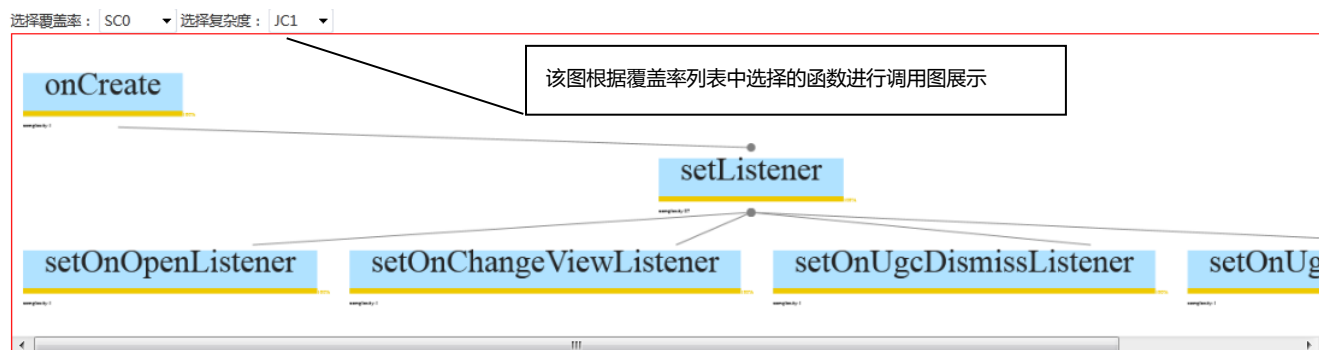 选择覆盖率： SC0 选择复杂度： JC1
该图根据覆盖率列表中选择的函数进行调用图展示
onCreate
setListener
setOnOpenListener setOnChangeViewListener setOnUgcDismissListener setOnUg